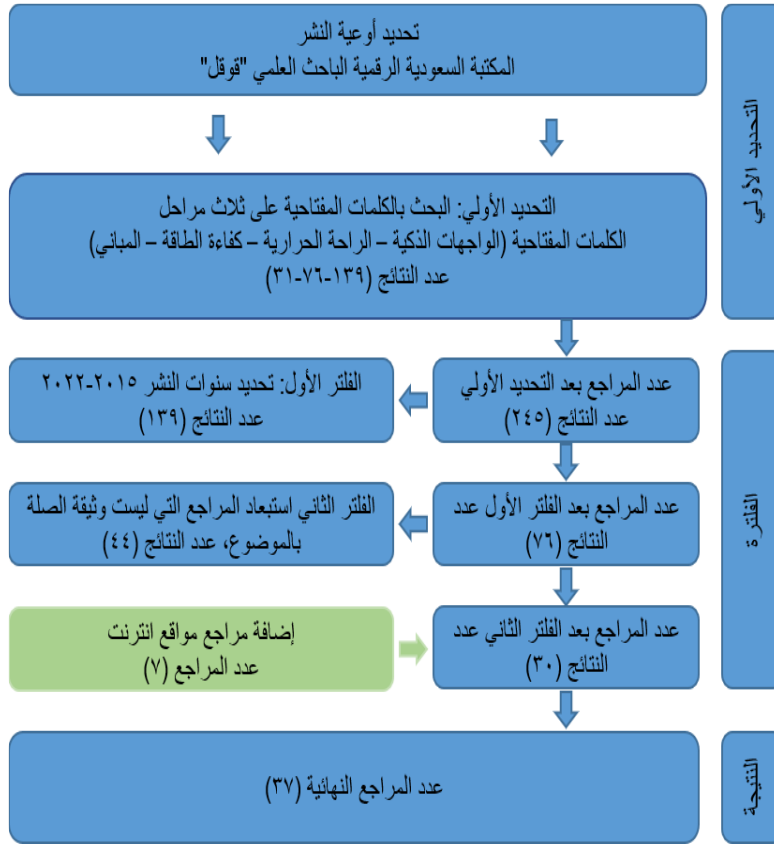 التحديد الأولي
تحديد أوعية النشر
المكتبة السعودية الرقمية الباحث العلمي "قوقل"
التحديد الأولي: البحث بالكلمات المفتاحية على ثلاث مراحل
الكلمات المفتاحية (الواجهات الذكية – الراحة الحرارية – كفاءة الطاقة – المباني)
عدد النتائج (١٣٩-٧٦-٣١)
الفلترة
عدد المراجع بعد التحديد الأولي
عدد النتائج (٢٤٥)
الفلتر الأول: تحديد سنوات النشر ٢٠١٥-٢٠٢٢
عدد النتائج (١٣٩)
عدد المراجع بعد الفلتر الأول عدد
النتائج (٧٦)
الفلتر الثاني استبعاد المراجع التي ليست وثيقة الصلة
بالموضوع، عدد النتائج (٤٤)
عدد المراجع بعد الفلتر الثاني عدد
النتائج (٣٠)
إضافة مراجع مواقع انترنت
عدد المراجع (٧)
النتيجة
عدد المراجع النهائية (٣٧)